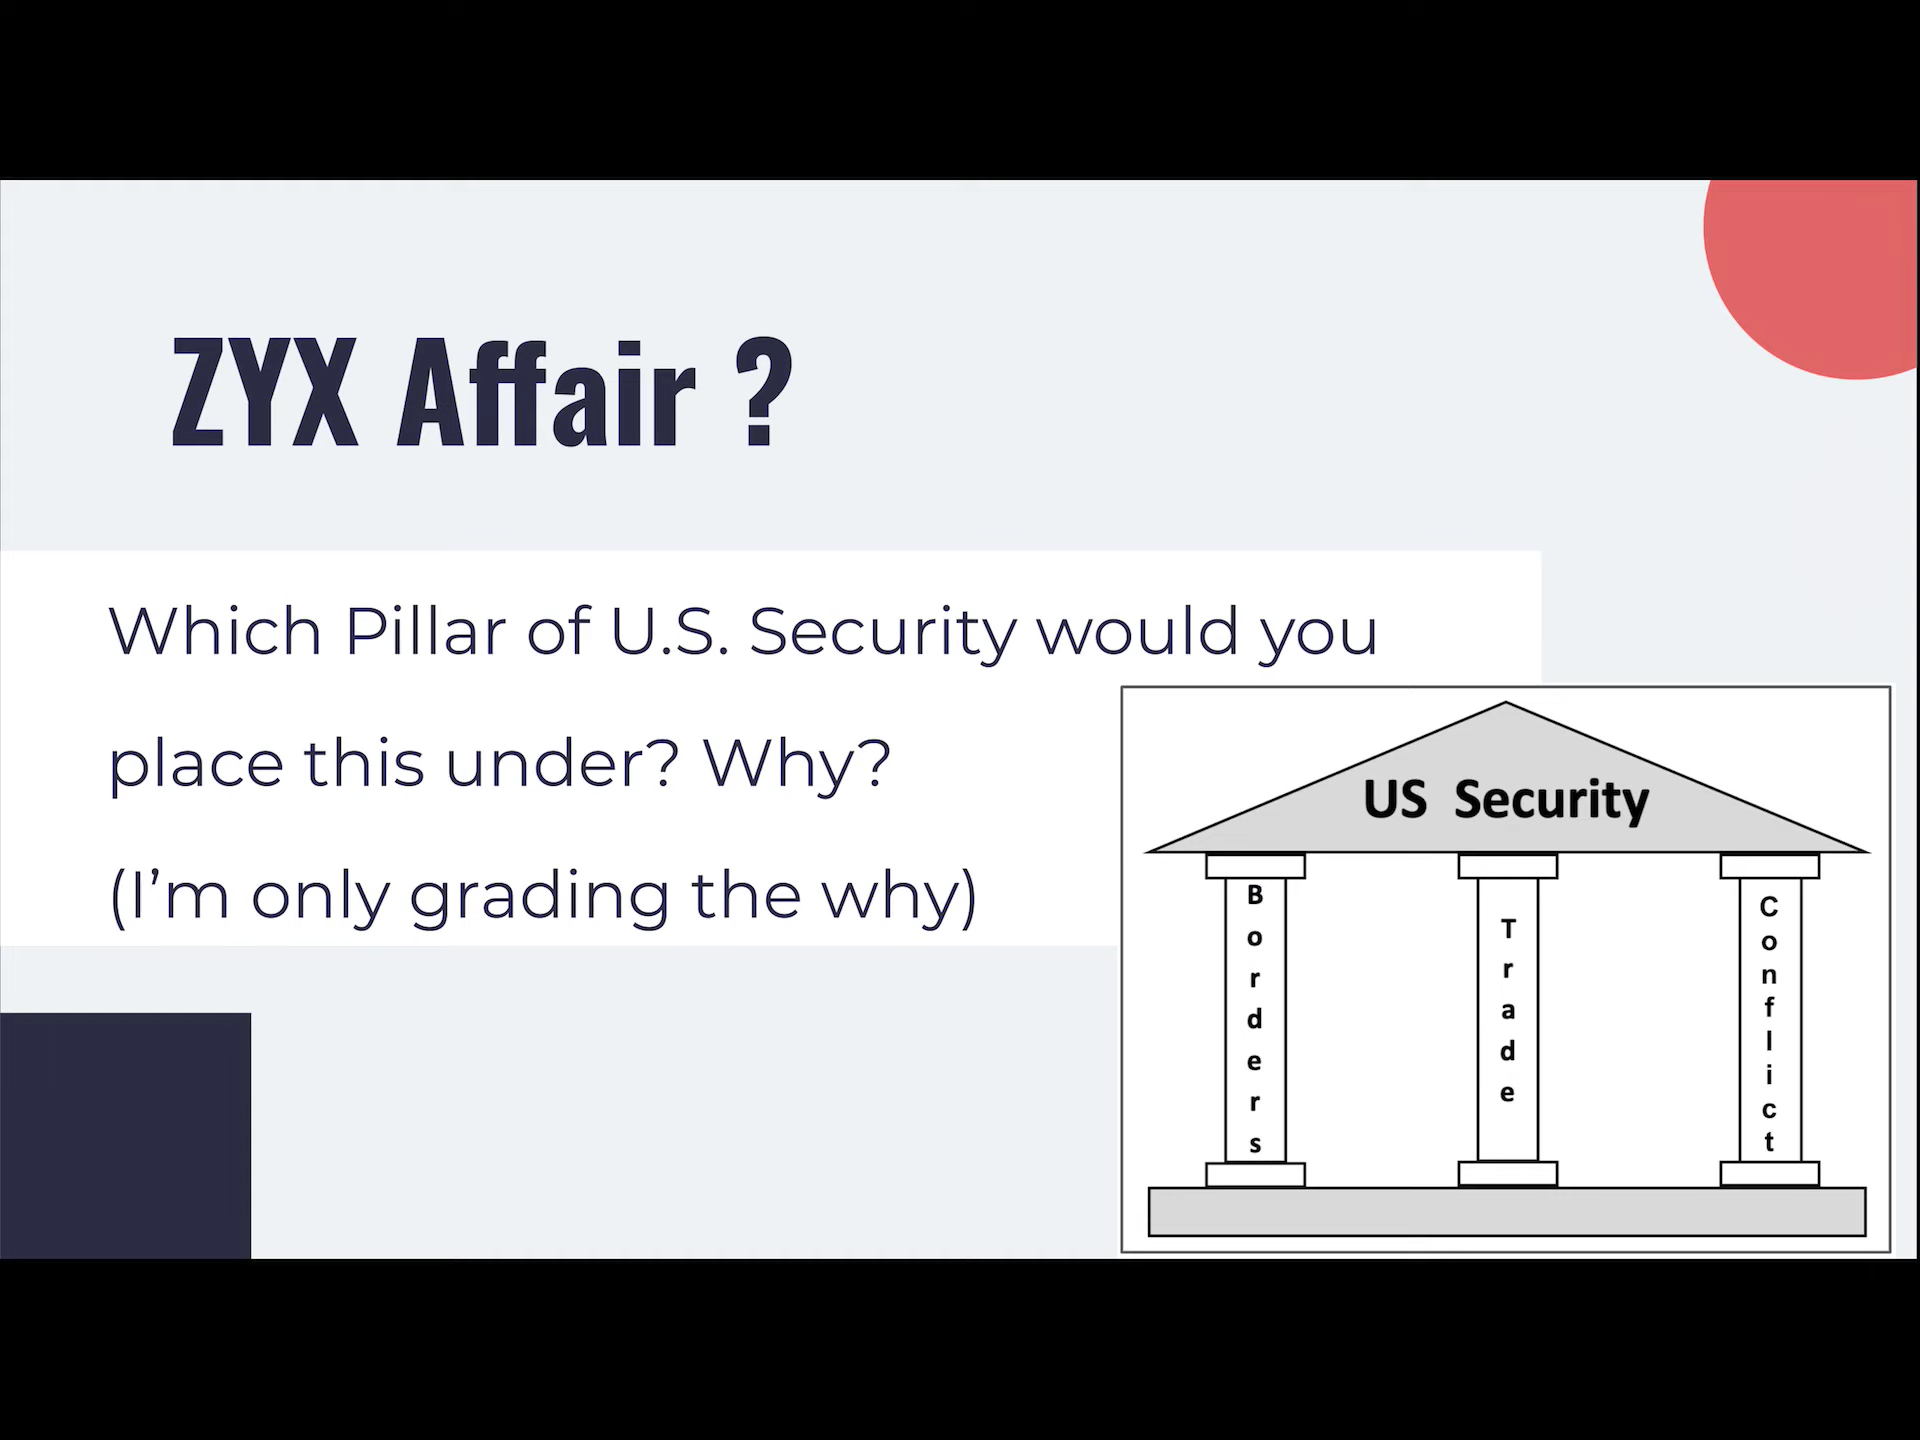 ZYX Affair ?
Which Pillar of U.S. Security would you
place this under? Why?
(I’m only grading the why)
US Security
Borders
Trade
Conflict